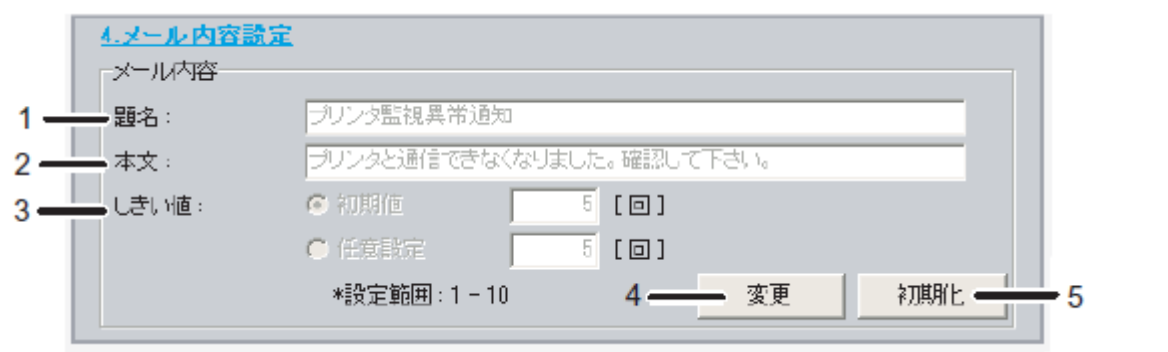 4.メール内容設定
メール内容
1 題名： プリンタ監視異常通知
2 本文： プリンタと通信できなくなりました。確認して下さい。
3 しきい値： 初期値 5 [回]
任意設定 5 [回]
*設定範囲：1 - 10 4 変更 初期化 5